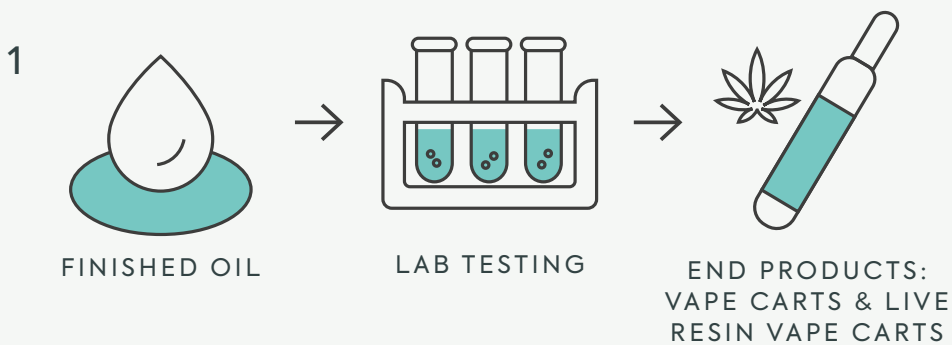 1
FINISHED OIL
LAB TESTING
END PRODUCTS:
VAPE CARTS & LIVE
RESIN VAPE CARTS